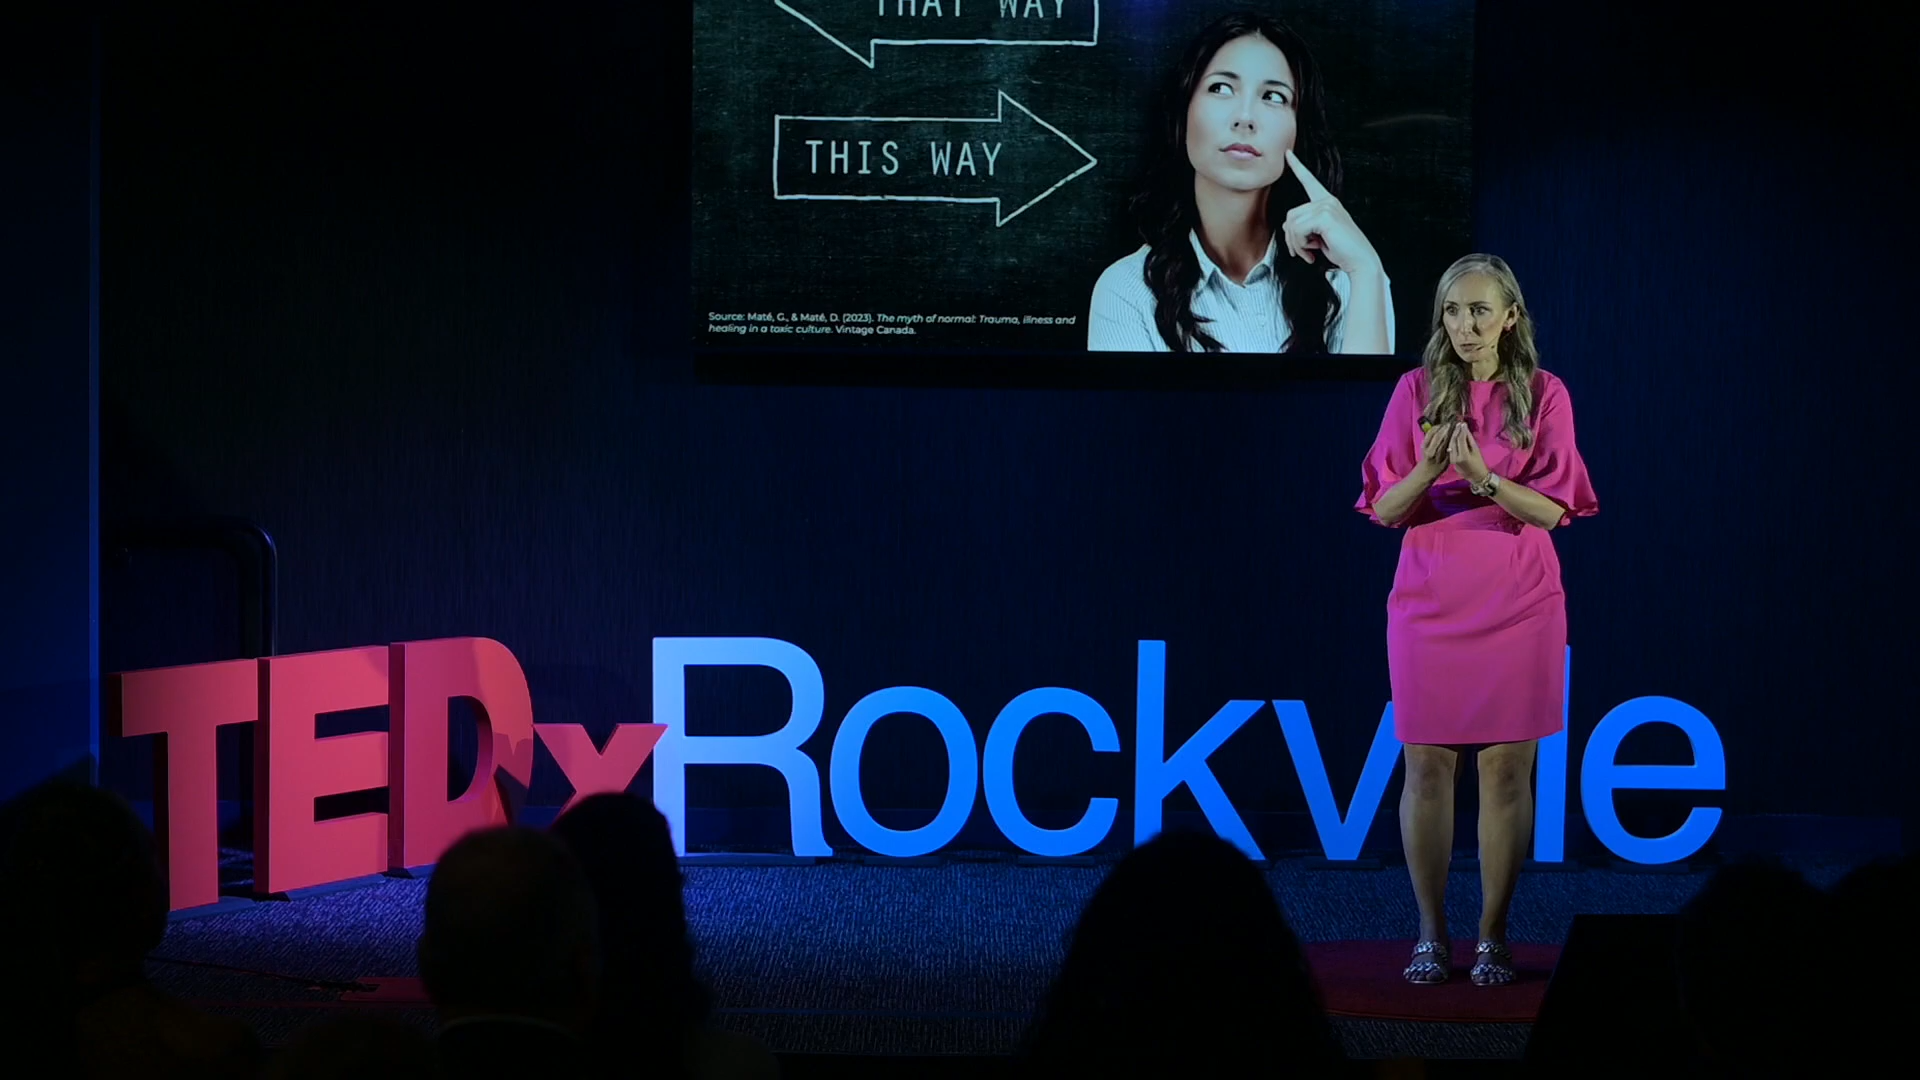 THAT WAY
THIS WAY
Source: Maté, G., & Maté, D. (2023). The myth of normal: Trauma, illness and
healing in a toxic culture. Vintage Canada.
TEDxRockville